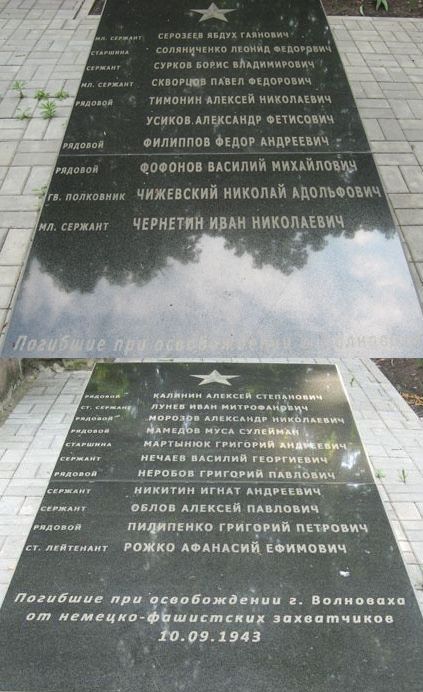 МЛ. СЕРЖАНТ СЕРОЗЕЕВ ЯБДУХ ГАЯНОВИЧ
СТАРШИНА СОЛЯНИЧЕНКО ЛЕОНИД ФЕДОРОВИЧ
СЕРЖАНТ СУРКОВ БОРИС ВЛАДИМИРОВИЧ
МЛ. СЕРЖАНТ СКВОРЦОВ ПАВЕЛ ФЕДОРОВИЧ
РЯДОВОЙ ТИМОНИН АЛЕКСЕЙ НИКОЛАЕВИЧ
УСИКОВ АЛЕКСАНДР ФЕТИСОВИЧ
РЯДОВОЙ ФИЛИППОВ ФЕДОР АНДРЕЕВИЧ
РЯДОВОЙ ФОФОНОВ ВАСИЛИЙ МИХАЙЛОВИЧ
ГВ. ПОЛКОВНИК ЧИЖЕВСКИЙ НИКОЛАЙ АДОЛЬФОВИЧ
МЛ. СЕРЖАНТ ЧЕРНЕТИН ИВАН НИКОЛАЕВИЧ
Погибшие при освобождении
РЯДОВОЙ КАЛИНИН АЛЕКСЕЙ СТЕПАНОВИЧ
СТ. СЕРЖАНТ ЛУНЕВ ИВАН МИТРОФАНОВИЧ
РЯДОВОЙ МОРОЗОВ АЛЕКСАНДР НИКОЛАЕВИЧ
РЯДОВОЙ МАМЕДОВ МУСА СУЛЕЙМАН
СТАРШИНА МАРТЫНЮК ГРИГОРИЙ АНДРЕЕВИЧ
СЕРЖАНТ НЕЧАЕВ ВАСИЛИЙ ГЕОРГИЕВИЧ
РЯДОВОЙ НЕРОБОВ ГРИГОРИЙ ПАВЛОВИЧ
СЕРЖАНТ НИКИТИН ИГНАТ АНДРЕЕВИЧ
СЕРЖАНТ ОБЛОВ АЛЕКСЕЙ ПАВЛОВИЧ
РЯДОВОЙ ПИЛИПЕНКО ГРИГОРИЙ ПЕТРОВИЧ
СТ. ЛЕЙТЕНАНТ РОЖКО АФАНАСИЙ ЕФИМОВИЧ
Погибшие при освобождении г. Волноваха
от немецко-фашистских захватчиков
10.09.1943